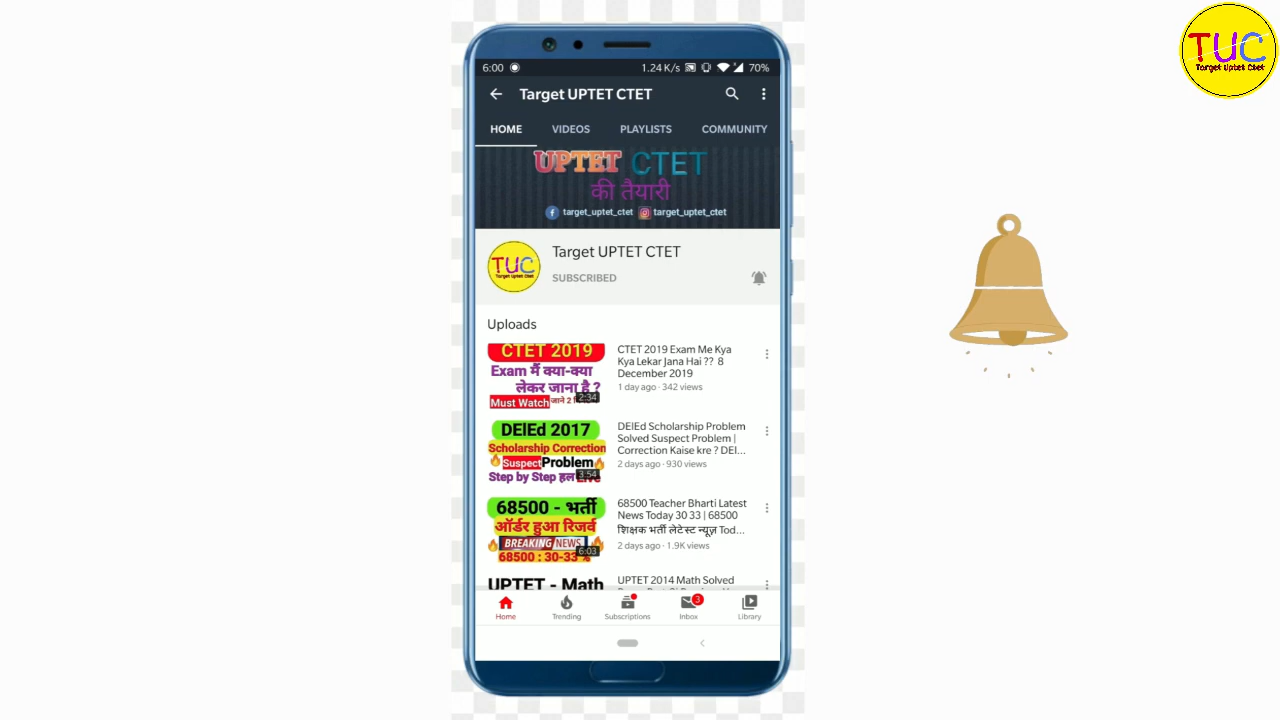 TUC
Target Uptet Ctet
6:00 1.24 K/s 70%
Target UPTET CTET
HOME VIDEOS PLAYLISTS COMMUNITY
UPTET CTET
की तैयारी
target_uptet_ctet target_uptet_ctet
TUC
Target Uptet Ctet
Target UPTET CTET
SUBSCRIBED
Uploads
CTET 2019
Exam में क्या-क्या
लेकर जाना है ?
Must Watch
2:34
CTET 2019 Exam Me Kya
Kya Lekar Jana Hai ?? 8
December 2019
1 day ago · 342 views
DElEd 2017
Scholarship Correction
Suspect Problem
Step by Step हल
3:54
DElEd Scholarship Problem
Solved Suspect Problem |
Correction Kaise kre ? DEl...
2 days ago · 930 views
68500 - भर्ती
ऑर्डर हुआ रिजर्व
BREAKING NEWS
68500 : 30-33 %
6:03
68500 Teacher Bharti Latest
News Today 30 33 | 68500
शिक्षक भर्ती लेटेस्ट न्यूज़ Tod...
2 days ago · 1.9K views
UPTET - Math
UPTET 2014 Math Solved
Home Trending Subscriptions Inbox 3 Library